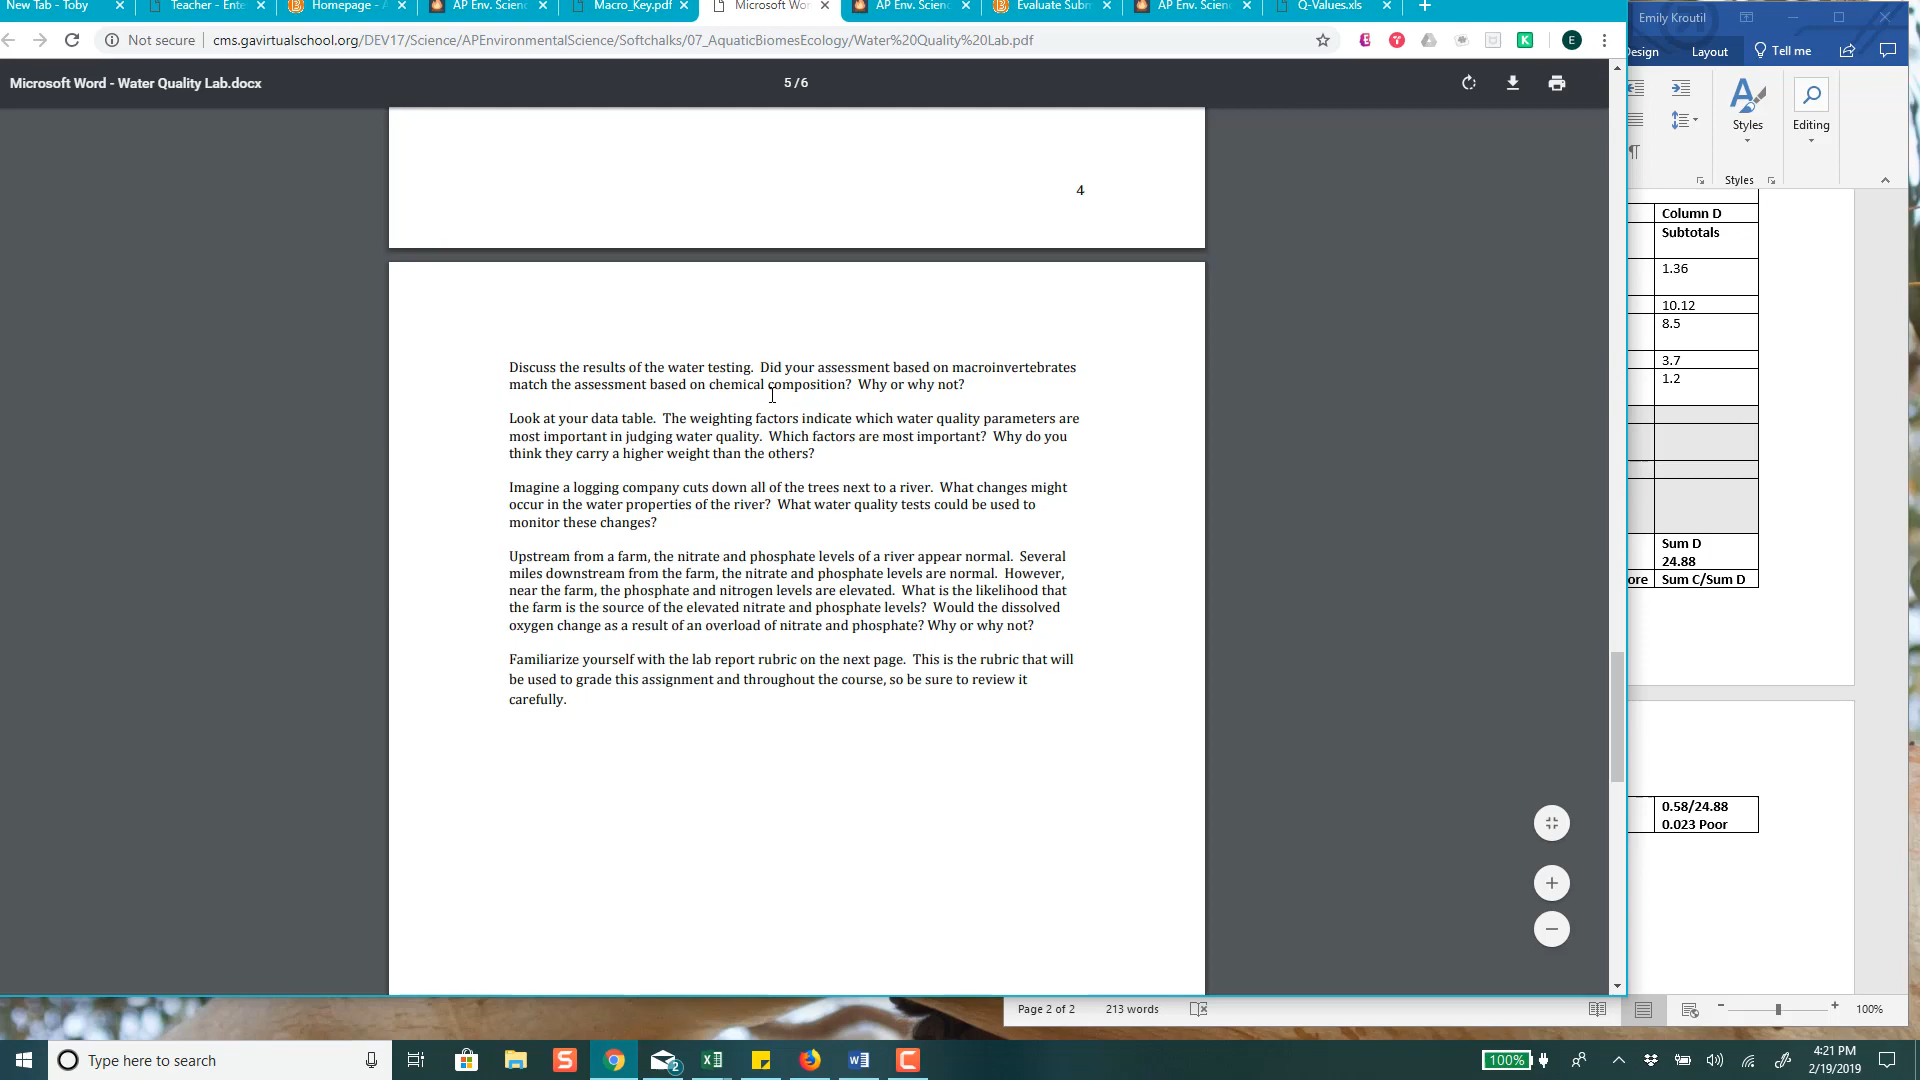 New Tab - Toby
Teacher - Ente
Homepage - A
AP Env. Scienc
Macro_Key.pdf
Microsoft Wor
AP Env. Scienc
Evaluate Subm
AP Env. Scienc
Q-Values.xls
Emily Kroutil
Not secure
cms.gavirtualschool.org/DEV17/Science/APEnvironmentalScience/Softchalks/07_AquaticBiomesEcology/Water%20Quality%20Lab.pdf
Design
Layout
Tell me
Microsoft Word - Water Quality Lab.docx
5 / 6
Styles
Editing
Styles
4
Column D
Subtotals
1.36
10.12
8.5
3.7
1.2
Sum D
24.88
ore
Sum C/Sum D
0.58/24.88
0.023 Poor
Discuss the results of the water testing. Did your assessment based on macroinvertebrates
match the assessment based on chemical composition? Why or why not?
Look at your data table. The weighting factors indicate which water quality parameters are
most important in judging water quality. Which factors are most important? Why do you
think they carry a higher weight than the others?
Imagine a logging company cuts down all of the trees next to a river. What changes might
occur in the water properties of the river? What water quality tests could be used to
monitor these changes?
Upstream from a farm, the nitrate and phosphate levels of a river appear normal. Several
miles downstream from the farm, the nitrate and phosphate levels are normal. However,
near the farm, the phosphate and nitrogen levels are elevated. What is the likelihood that
the farm is the source of the elevated nitrate and phosphate levels? Would the dissolved
oxygen change as a result of an overload of nitrate and phosphate? Why or why not?
Familiarize yourself with the lab report rubric on the next page. This is the rubric that will
be used to grade this assignment and throughout the course, so be sure to review it
carefully.
Page 2 of 2
213 words
100%
Type here to search
2
100%
4:21 PM
2/19/2019